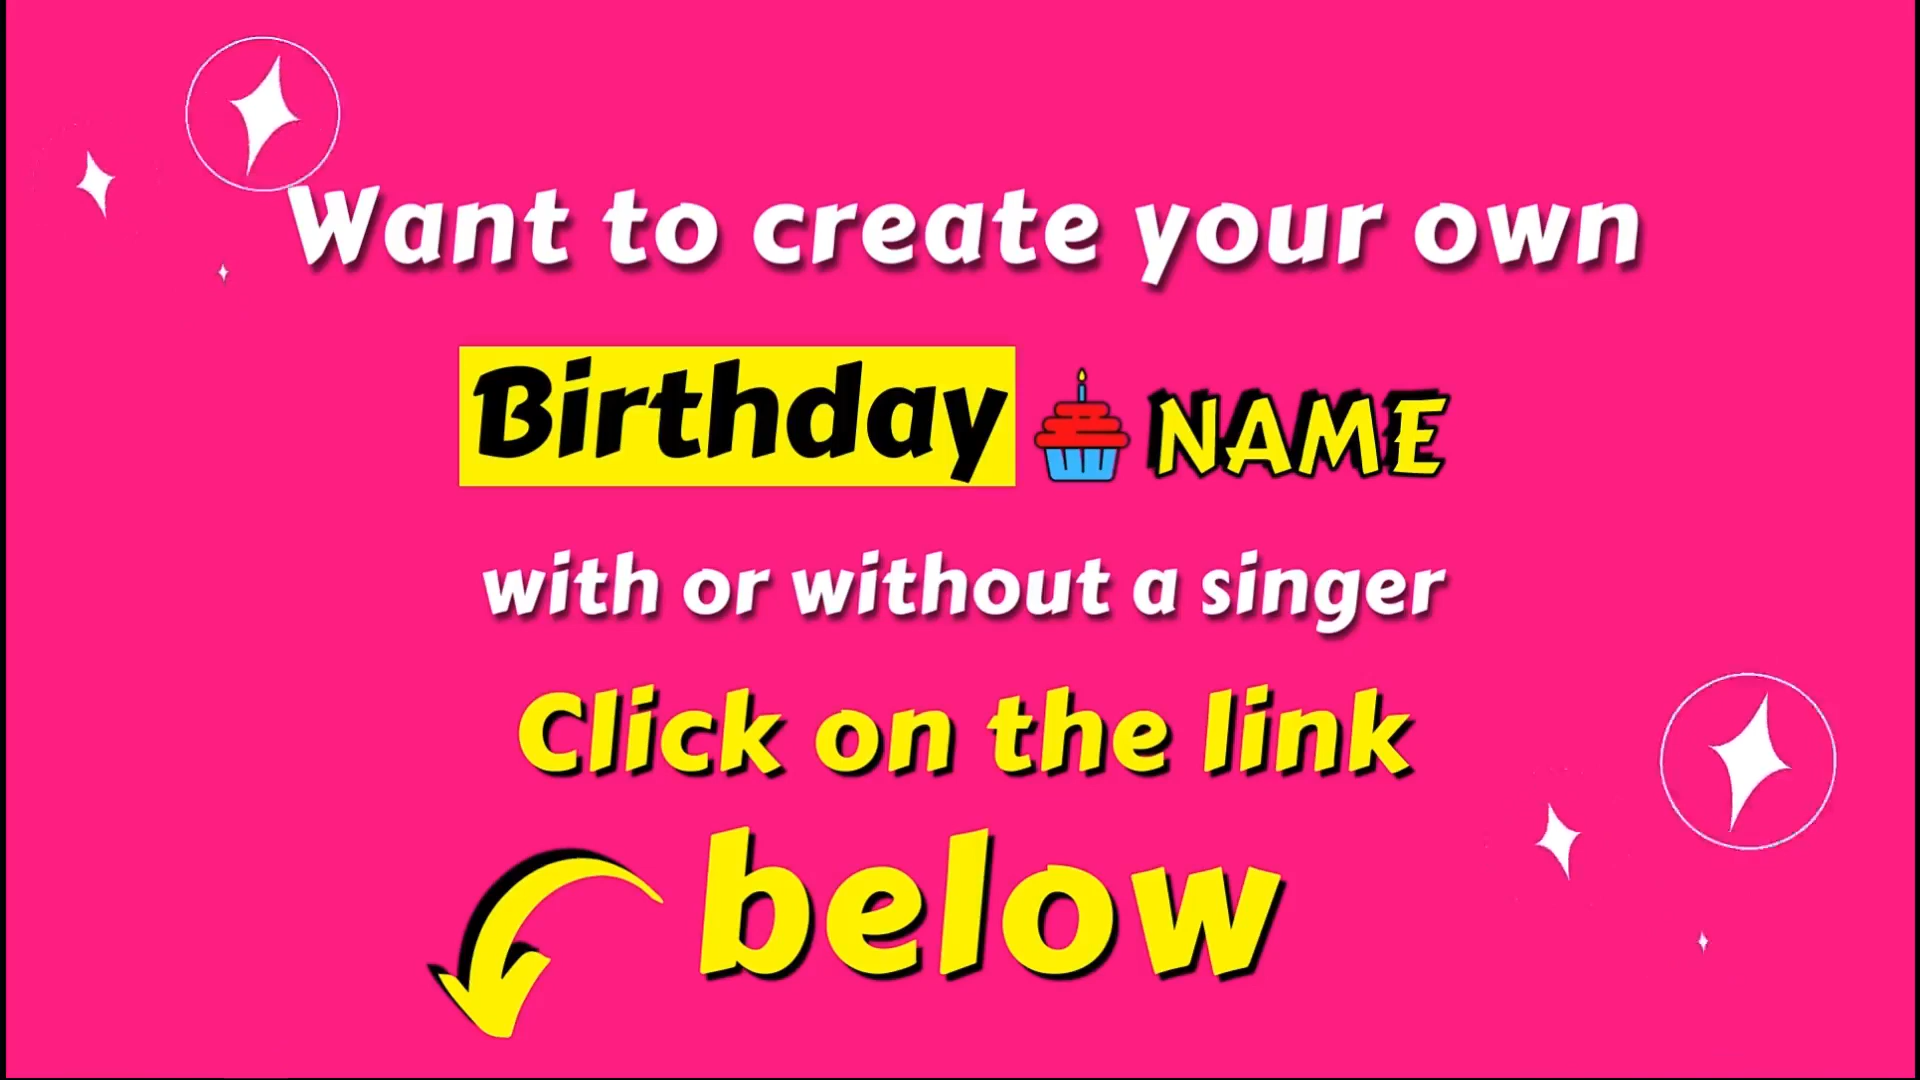 Want to create your own
Birthday NAME
with or without a singer
Click on the link
below